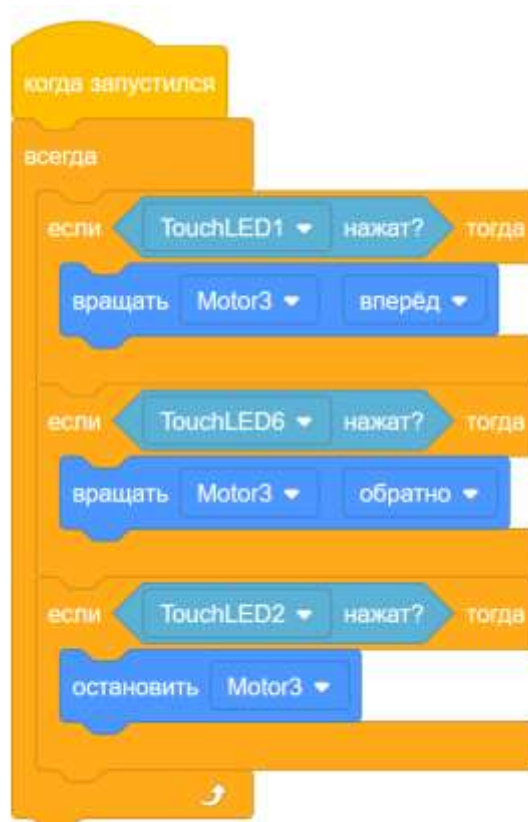 когда запустился
всегда
если TouchLED1 нажат? тогда
вращать Motor3 вперёд
если TouchLED6 нажат? тогда
вращать Motor3 обратно
если TouchLED2 нажат? тогда
остановить Motor3